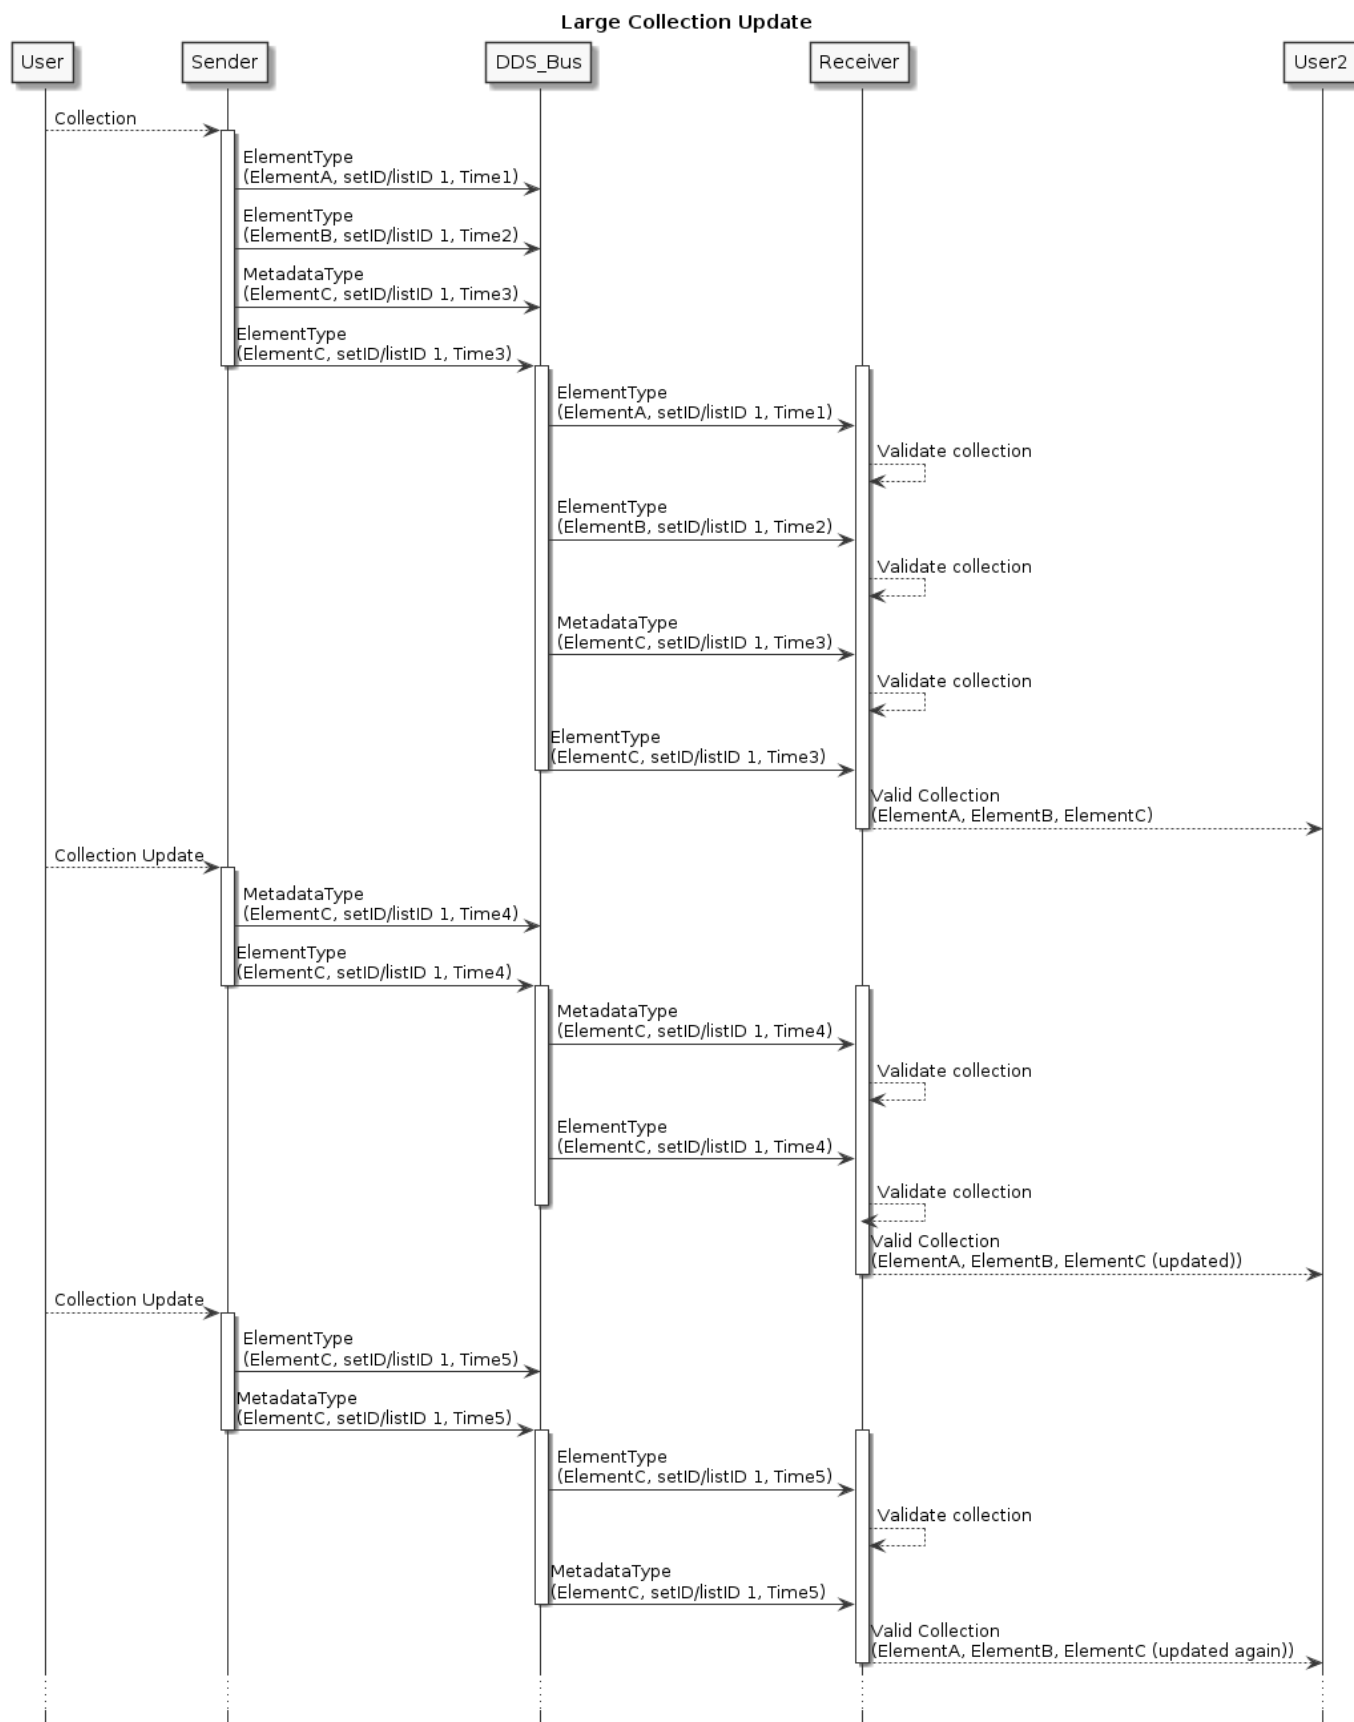 Large Collection Update
User
Sender
DDS_Bus
Receiver
User2
Collection
ElementType
(ElementA, setID/listID 1, Time1)
ElementType
(ElementB, setID/listID 1, Time2)
MetadataType
(ElementC, setID/listID 1, Time3)
ElementType
(ElementC, setID/listID 1, Time3)
ElementType
(ElementA, setID/listID 1, Time1)
Validate collection
ElementType
(ElementB, setID/listID 1, Time2)
Validate collection
MetadataType
(ElementC, setID/listID 1, Time3)
Validate collection
ElementType
(ElementC, setID/listID 1, Time3)
Valid Collection
(ElementA, ElementB, ElementC)
Collection Update
MetadataType
(ElementC, setID/listID 1, Time4)
ElementType
(ElementC, setID/listID 1, Time4)
MetadataType
(ElementC, setID/listID 1, Time4)
Validate collection
ElementType
(ElementC, setID/listID 1, Time4)
Validate collection
Valid Collection
(ElementA, ElementB, ElementC (updated))
Collection Update
ElementType
(ElementC, setID/listID 1, Time5)
MetadataType
(ElementC, setID/listID 1, Time5)
ElementType
(ElementC, setID/listID 1, Time5)
Validate collection
MetadataType
(ElementC, setID/listID 1, Time5)
Valid Collection
(ElementA, ElementB, ElementC (updated again))